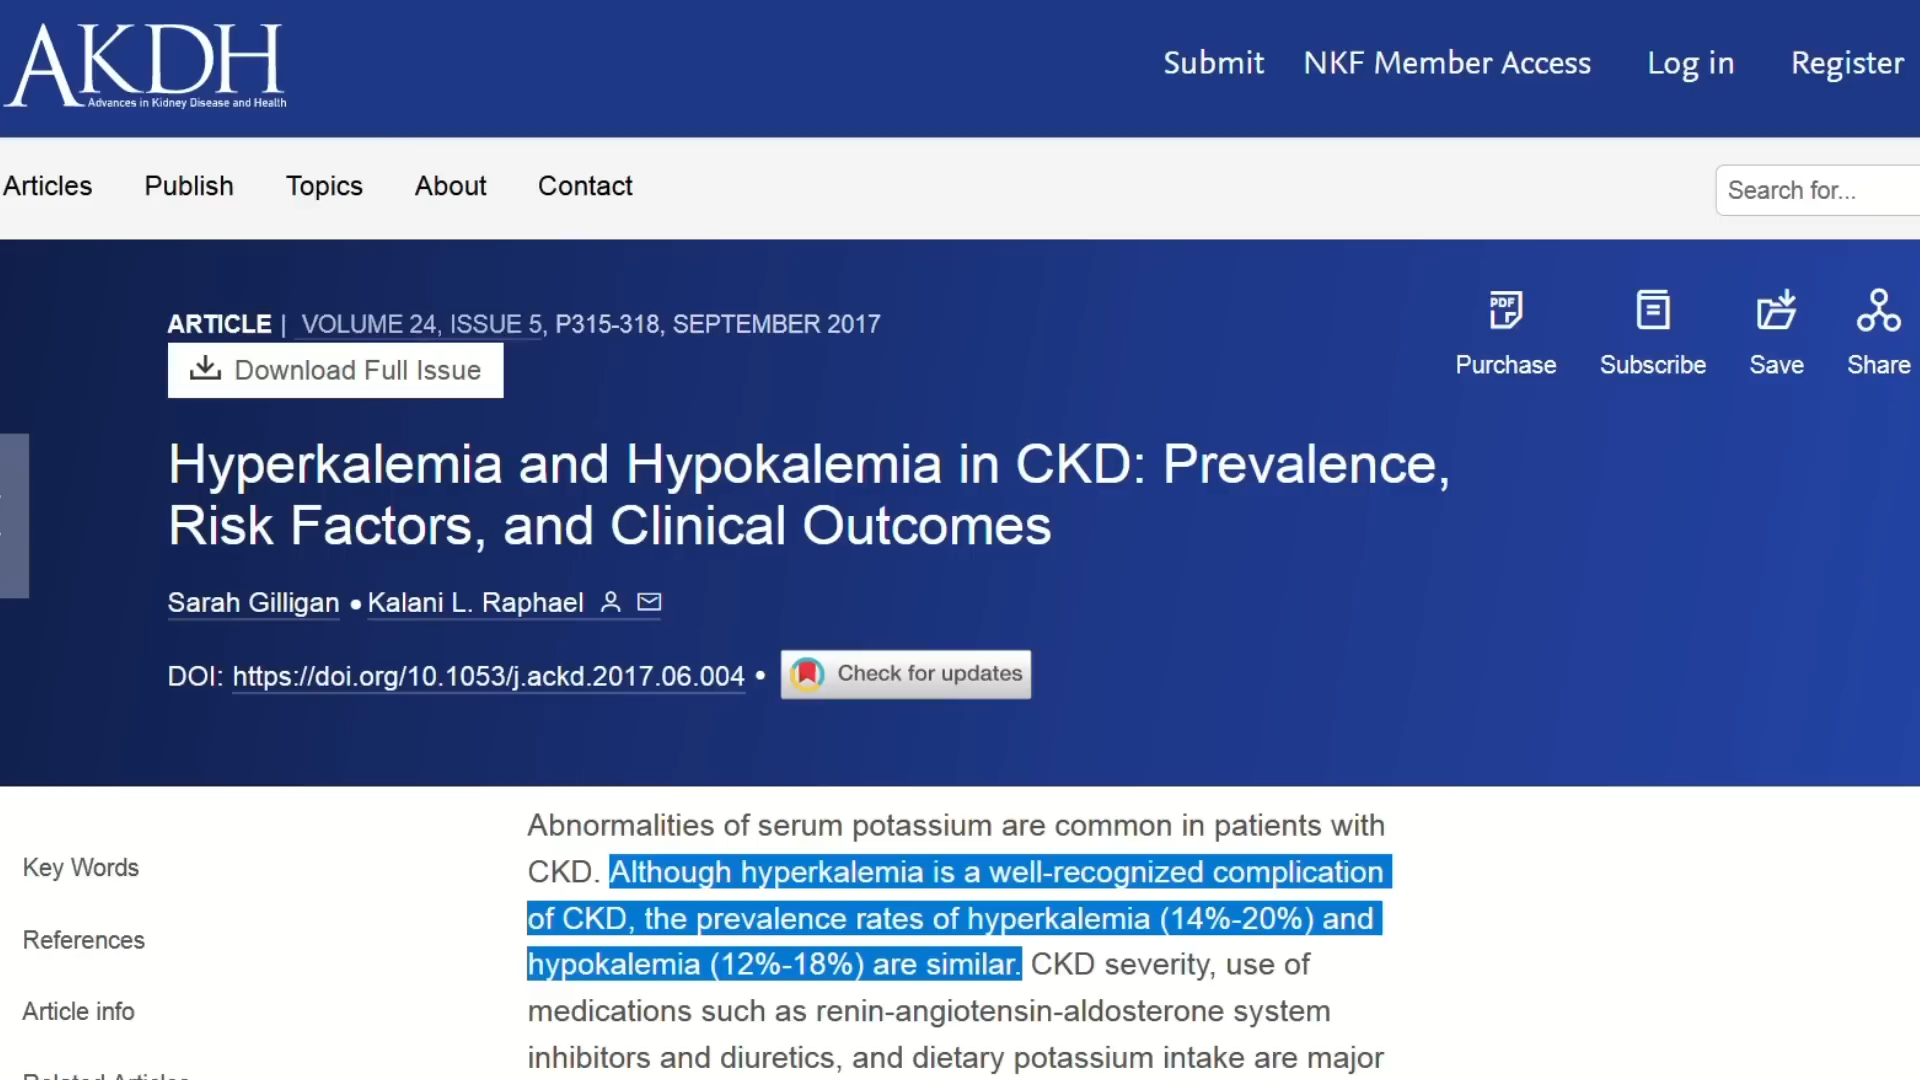 AKDH
Advances in Kidney Disease and Health
Submit NKF Member Access Log in Register
Articles Publish Topics About Contact
Search for...
ARTICLE | VOLUME 24, ISSUE 5, P315-318, SEPTEMBER 2017
Download Full Issue
PDF
Purchase Subscribe Save Share
Hyperkalemia and Hypokalemia in CKD: Prevalence,
Risk Factors, and Clinical Outcomes
Sarah Gilligan • Kalani L. Raphael
DOI: https://doi.org/10.1053/j.ackd.2017.06.004 •
Check for updates
Key Words
References
Article info
Related Articles
Abnormalities of serum potassium are common in patients with
CKD. Although hyperkalemia is a well-recognized complication
of CKD, the prevalence rates of hyperkalemia (14%-20%) and
hypokalemia (12%-18%) are similar. CKD severity, use of
medications such as renin-angiotensin-aldosterone system
inhibitors and diuretics, and dietary potassium intake are major